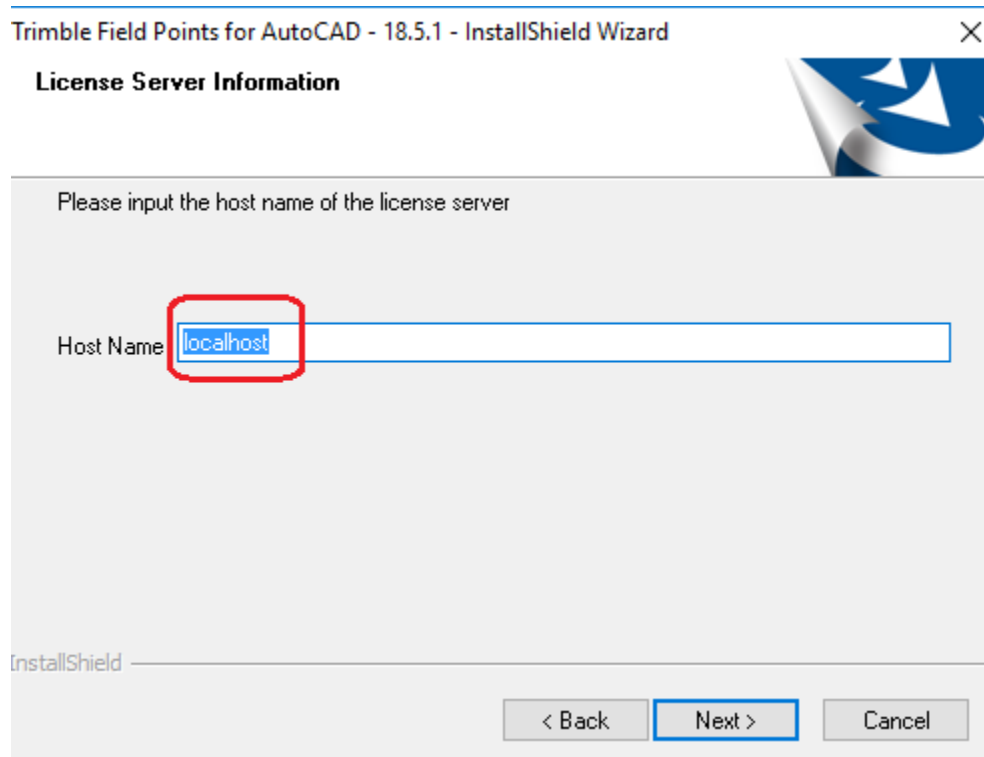 Trimble Field Points for AutoCAD - 18.5.1 - InstallShield Wizard
License Server Information
Please input the host name of the license server
Host Name localhost
InstallShield
< Back Next > Cancel